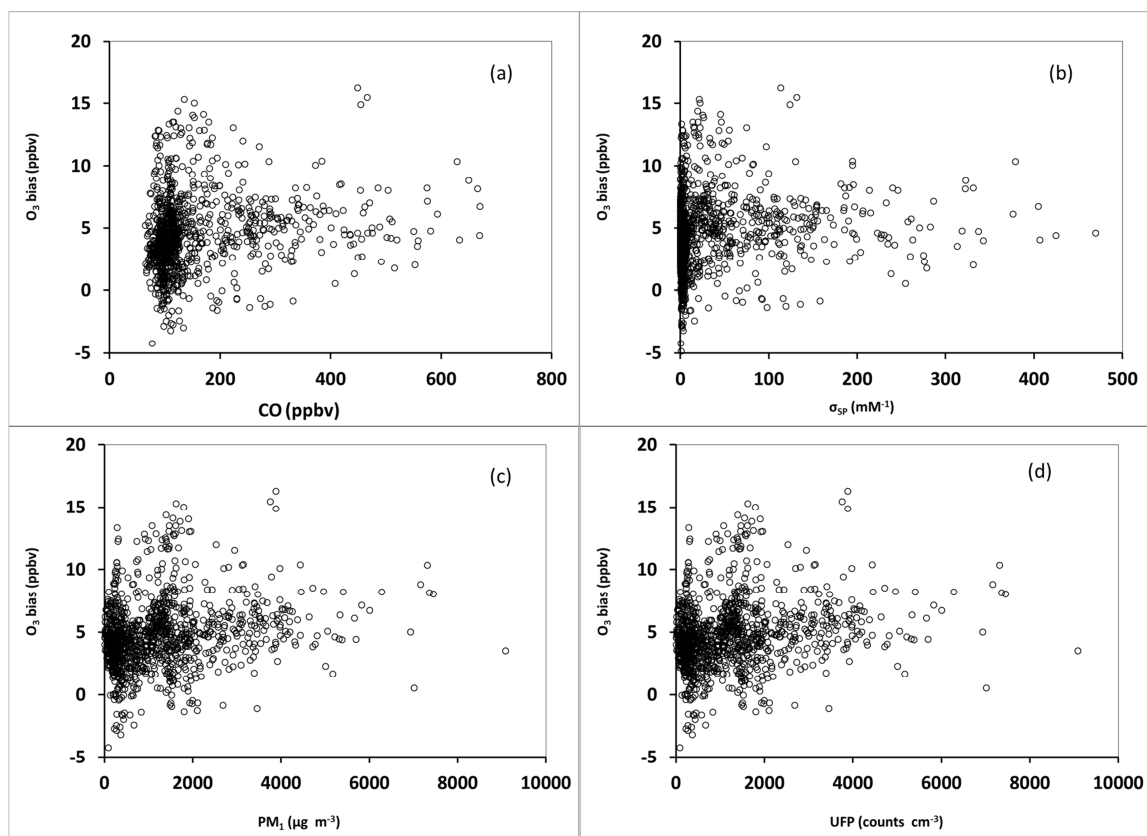 20
15
10
5
0
-5
O3 bias (ppbv)
(a)
0 200 400 600 800
CO (ppbv)
20
15
10
5
0
-5
O3 bias (ppbv)
(b)
0 100 200 300 400 500
σSP (mM-1)
20
15
10
5
0
-5
O3 bias (ppbv)
(c)
0 2000 4000 6000 8000 10000
PM1 (µg m-3)
20
15
10
5
0
-5
O3 bias (ppbv)
(d)
0 2000 4000 6000 8000 10000
UFP (counts cm-3)